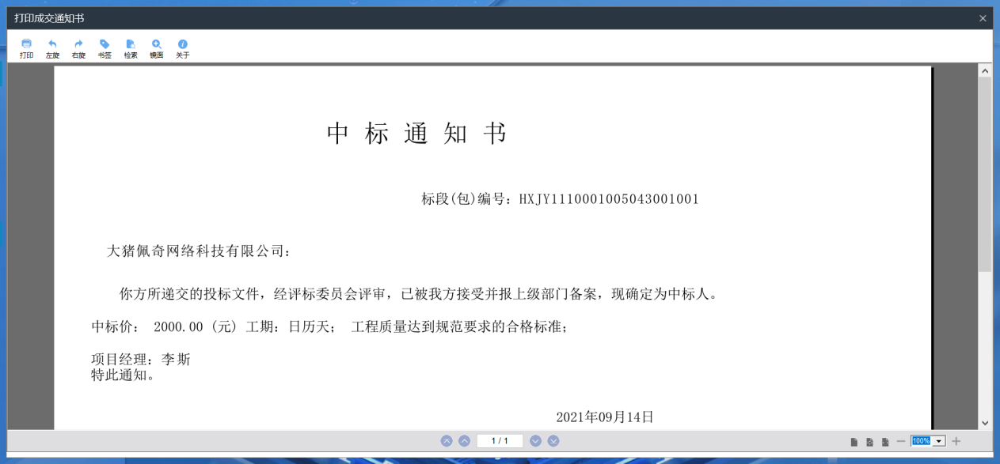 打印成交通知书
打印 左旋 右旋 书签 检索 镜面 关于
中标通知书
标段(包)编号: HXJY1110001005043001001
大猪佩奇网络科技有限公司:
你方所递交的投标文件, 经评标委员会评审, 已被我方接受并报上级部门备案, 现确定为中标人。
中标价: 2000.00 (元) 工期: 日历天; 工程质量达到规范要求的合格标准;
项目经理: 李斯
特此通知。
2021年09月14日
1 / 1
100%